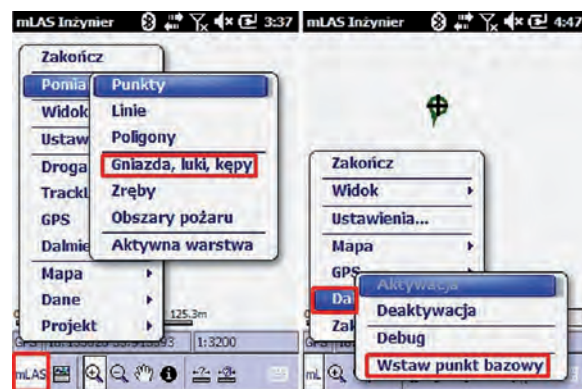 mLAS Inżynier 3:37
Zakończ
Pomia
Widok
Ustaw
Droga
TrackL
GPS
Dalmie
Mapa
Dane
Projekt
Punkty
Linie
Poligony
Gniazda, luki, kępy
Zręby
Obszary pożaru
Aktywna warstwa
125.3m
1:3200
mLAS
mLAS Inżynier 4:47
Zakończ
Widok
Ustawienia...
Mapa
GPS
Da
Zak
Aktywacja
Deaktywacja
Debug
Wstaw punkt bazowy
mL